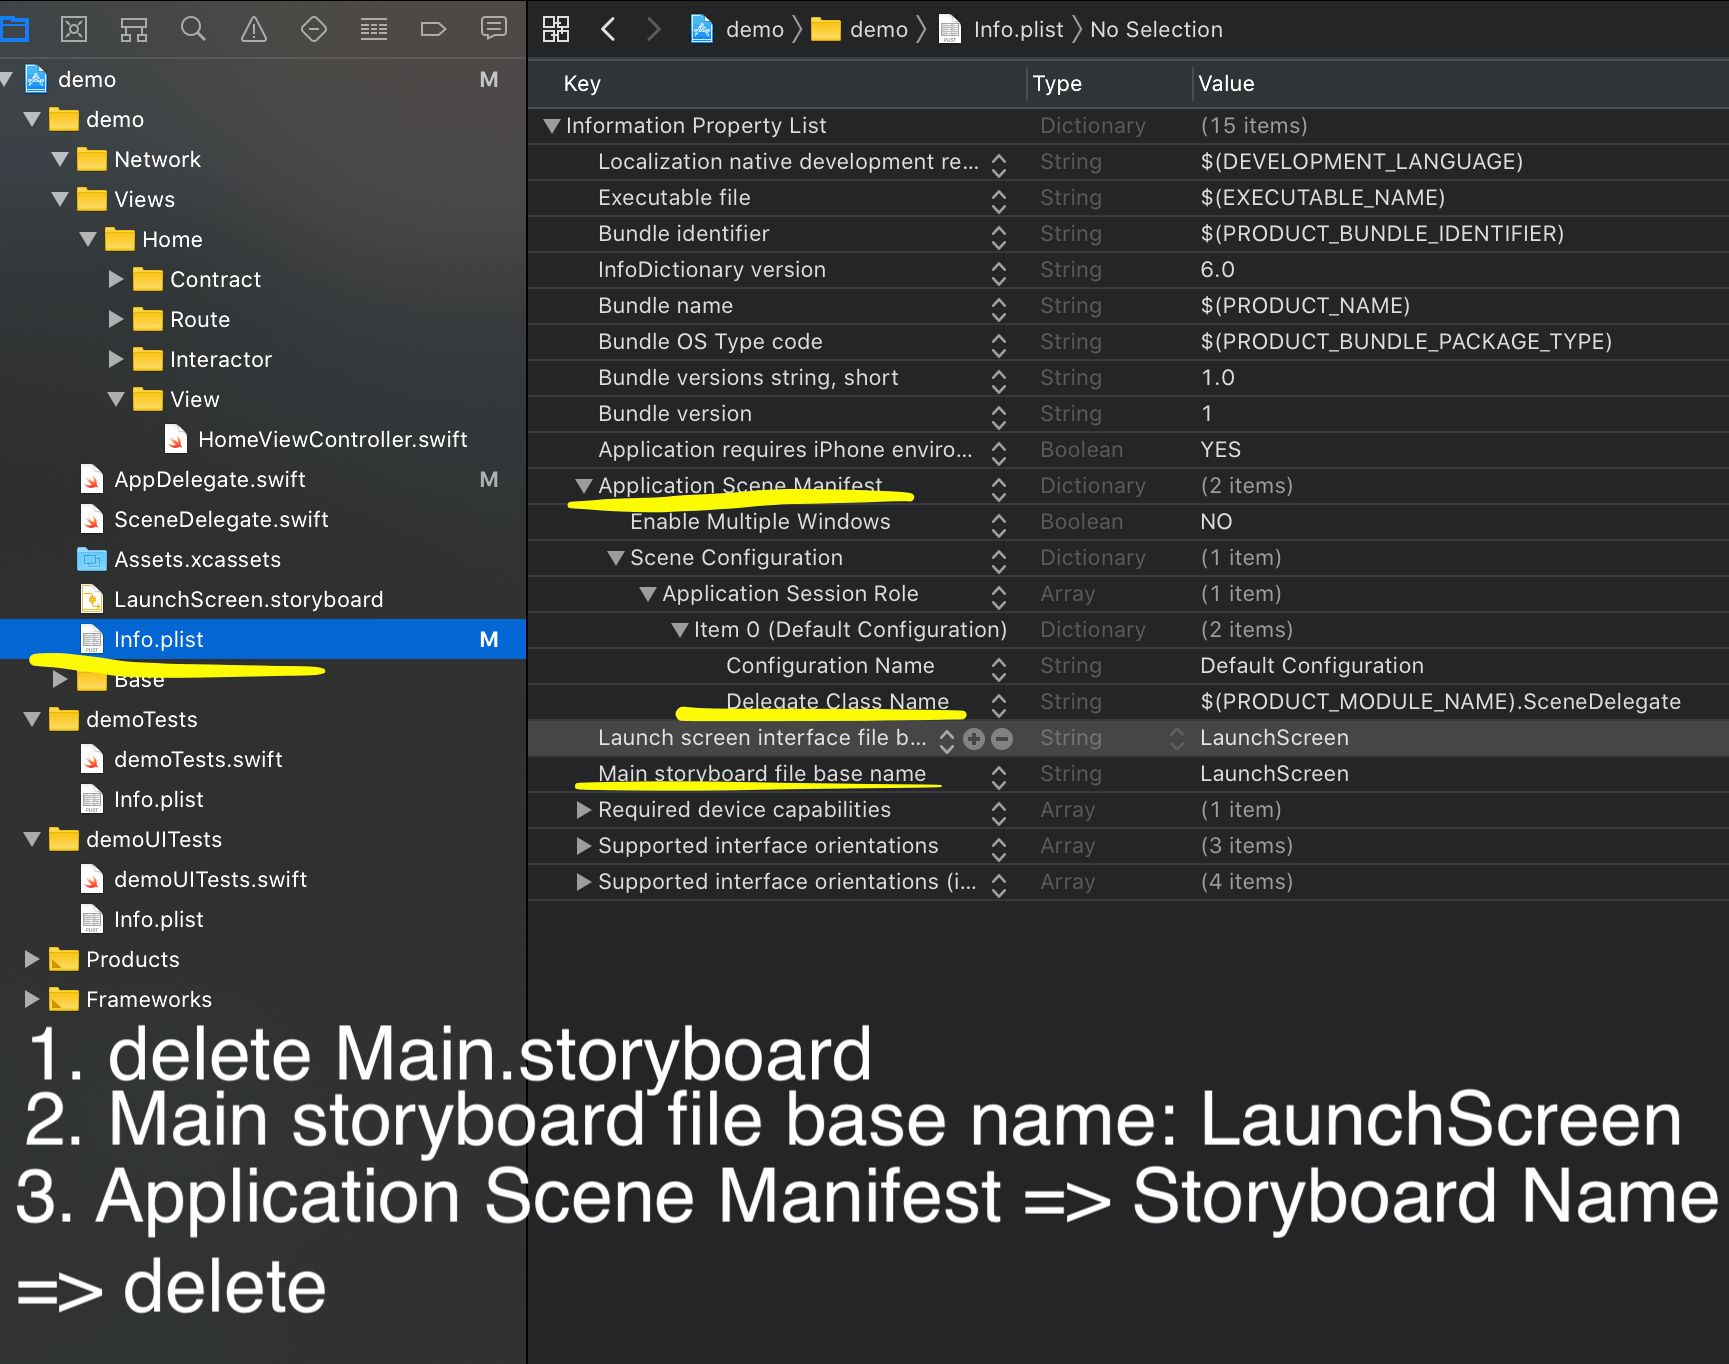 demo
demo
Info.plist
No Selection
demo M
demo
Network
Views
Home
Contract
Route
Interactor
View
HomeViewController.swift
AppDelegate.swift M
SceneDelegate.swift
Assets.xcassets
LaunchScreen.storyboard
Info.plist M
Base
demoTests
demoTests.swift
Info.plist
demoUITests
demoUITests.swift
Info.plist
Products
Frameworks
Key Type Value
Information Property List Dictionary (15 items)
Localization native development re... String $(DEVELOPMENT_LANGUAGE)
Executable file String $(EXECUTABLE_NAME)
Bundle identifier String $(PRODUCT_BUNDLE_IDENTIFIER)
InfoDictionary version String 6.0
Bundle name String $(PRODUCT_NAME)
Bundle OS Type code String $(PRODUCT_BUNDLE_PACKAGE_TYPE)
Bundle versions string, short String 1.0
Bundle version String 1
Application requires iPhone enviro... Boolean YES
Application Scene Manifest Dictionary (2 items)
Enable Multiple Windows Boolean NO
Scene Configuration Dictionary (1 item)
Application Session Role Array (1 item)
Item 0 (Default Configuration) Dictionary (2 items)
Configuration Name String Default Configuration
Delegate Class Name String $(PRODUCT_MODULE_NAME).SceneDelegate
Launch screen interface file b... String LaunchScreen
Main storyboard file base name String LaunchScreen
Required device capabilities Array (1 item)
Supported interface orientations Array (3 items)
Supported interface orientations (i... Array (4 items)
1. delete Main.storyboard
2. Main storyboard file base name: LaunchScreen
3. Application Scene Manifest => Storyboard Name
=> delete